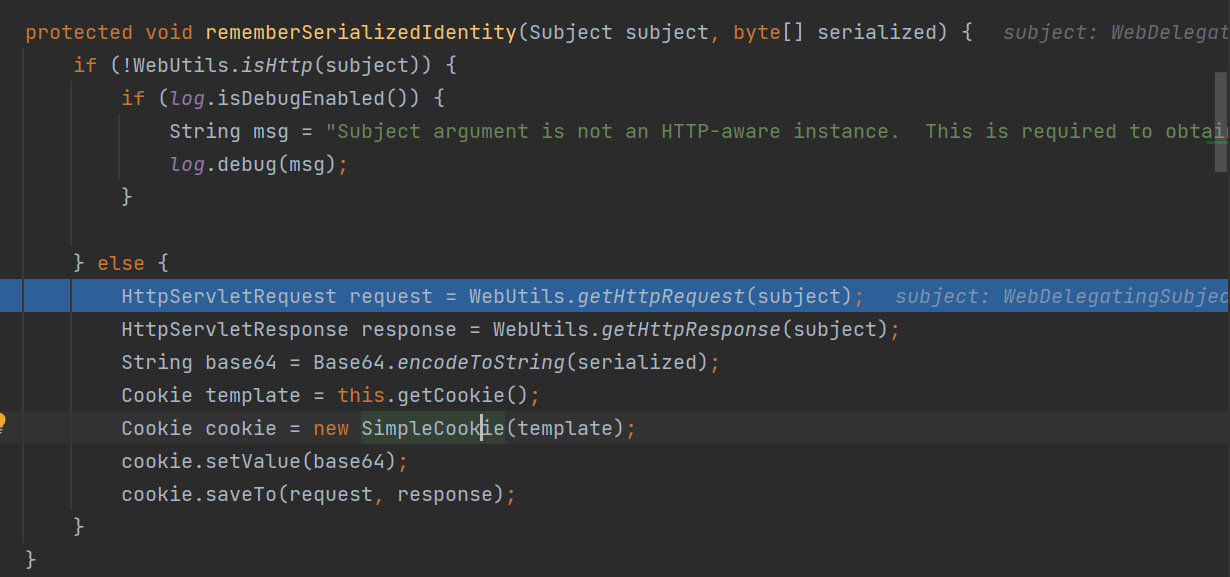 protected void rememberSerializedIdentity(Subject subject, byte[] serialized) {  subject: WebDelegat
if (!WebUtils.isHttp(subject)) {
if (log.isDebugEnabled()) {
String msg = "Subject argument is not an HTTP-aware instance.  This is required to obtai
log.debug(msg);
}
} else {
HttpServletRequest request = WebUtils.getHttpRequest(subject);  subject: WebDelegatingSubjec
HttpServletResponse response = WebUtils.getHttpResponse(subject);
String base64 = Base64.encodeToString(serialized);
Cookie template = this.getCookie();
Cookie cookie = new SimpleCookie(template);
cookie.setValue(base64);
cookie.saveTo(request, response);
}
}